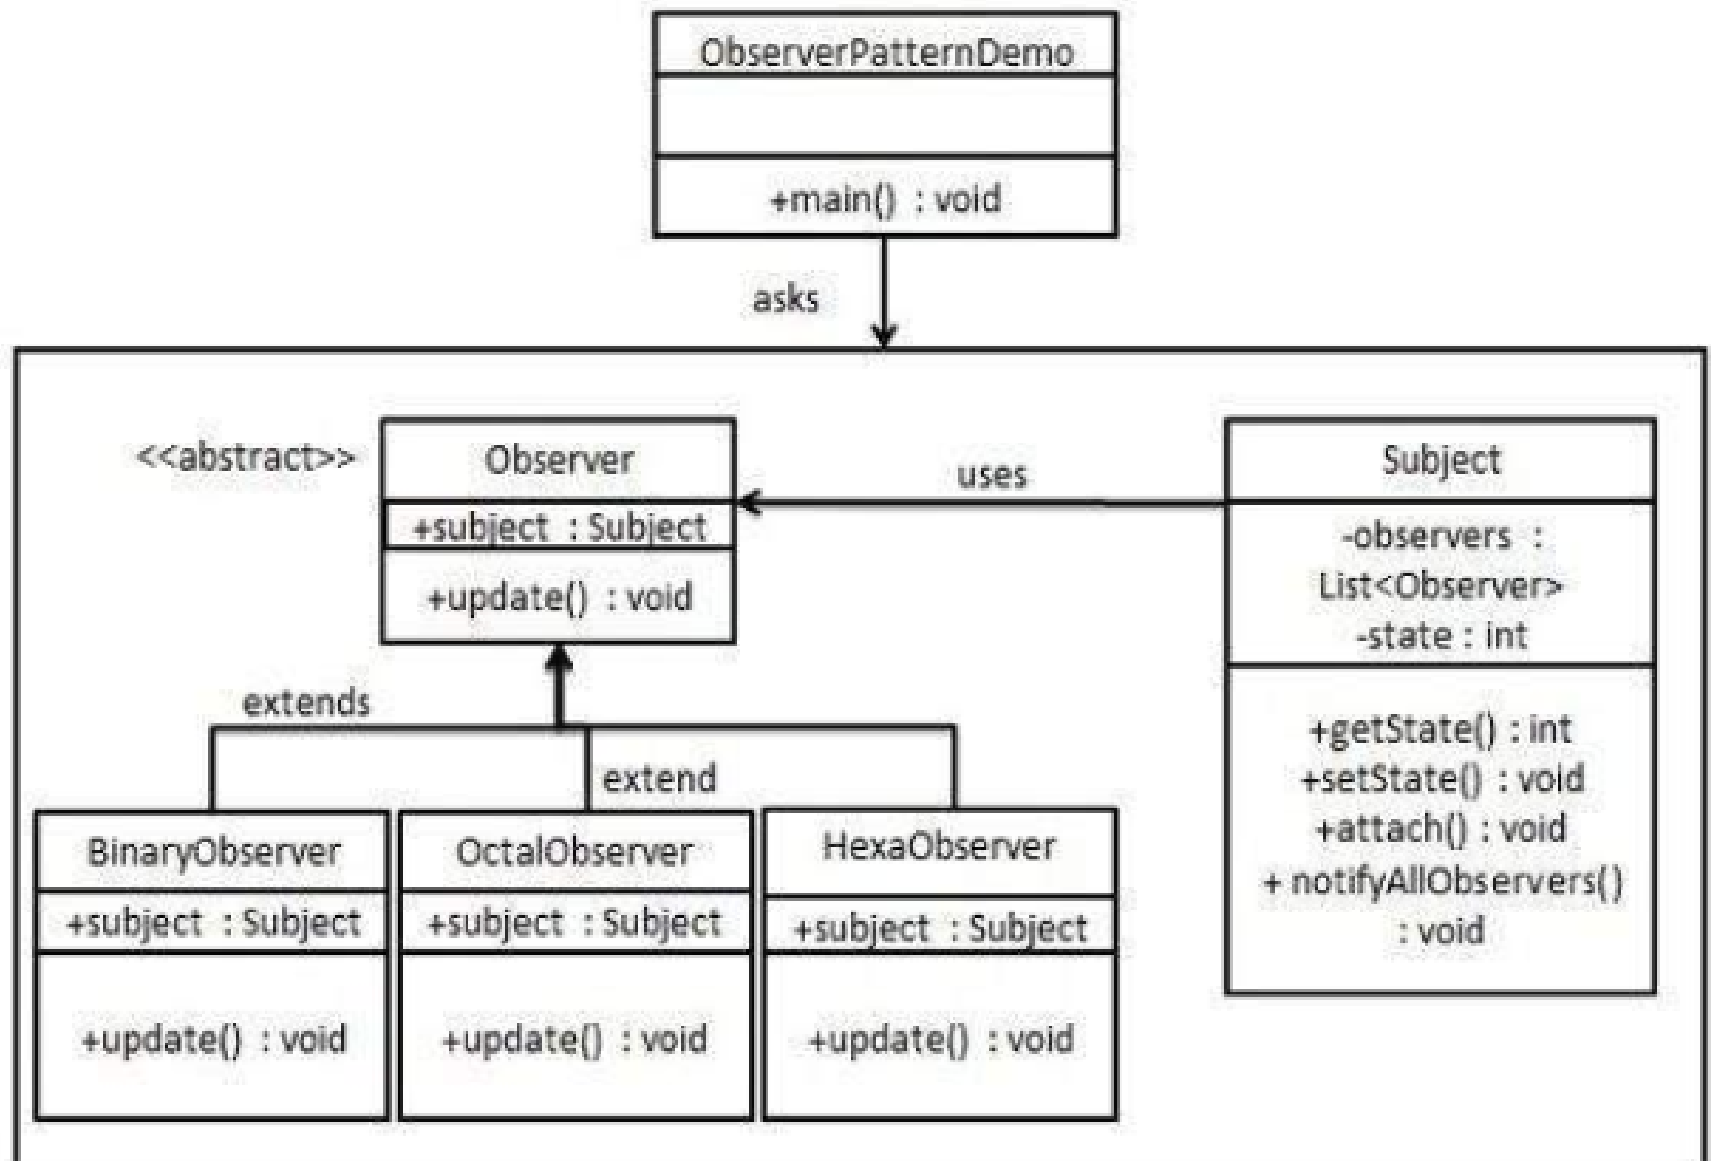 ObserverPatternDemo
+main() : void
asks
<<abstract>>
Observer
+subject : Subject
+update() : void
uses
Subject
-observers :
List<Observer>
-state : int
+getState() : int
+setState() : void
+attach() : void
+ notifyAllObservers()
: void
extends
extend
BinaryObserver
+subject : Subject
+update() : void
OctalObserver
+subject : Subject
+update() : void
HexaObserver
+subject : Subject
+update() : void